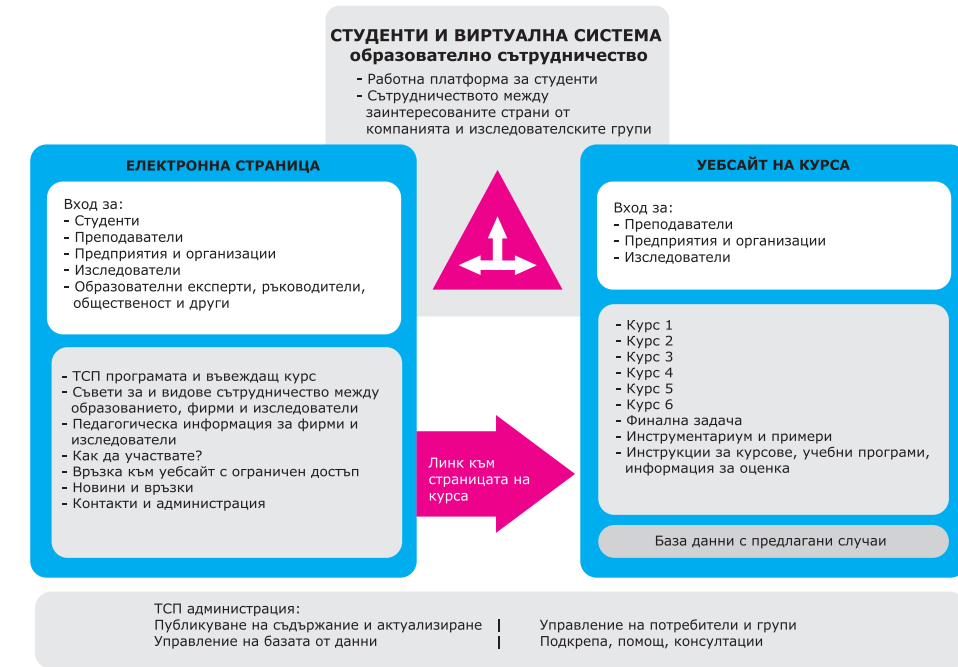 СТУДЕНТИ И ВИРТУАЛНА СИСТЕМА
образователно сътрудничество
- Работна платформа за студенти
- Сътрудничеството между
заинтересованите страни от
компанията и изследователските групи
ЕЛЕКТРОННА СТРАНИЦА
Вход за:
- Студенти
- Преподаватели
- Предприятия и организации
- Изследователи
- Образователни експерти, ръководители,
общественост и други
- ТСП програмата и въвеждащ курс
- Съвети за и видове сътрудничество между
образованието, фирми и изследователи
- Педагогическа информация за фирми и
изследователи
- Как да участвате?
- Връзка към уебсайт с ограничен достъп
- Новини и връзки
- Контакти и администрация
Линк към
страницата на
курса
УЕБСАЙТ НА КУРСА
Вход за:
- Преподаватели
- Предприятия и организации
- Изследователи
- Курс 1
- Курс 2
- Курс 3
- Курс 4
- Курс 5
- Курс 6
- Финална задача
- Инструментариум и примери
- Инструкции за курсове, учебни програми,
информация за оценка
База данни с предлагани случаи
ТСП администрация:
Публикуване на съдържание и актуализиране | Управление на потребители и групи
Управление на базата от данни | Подкрепа, помощ, консултации